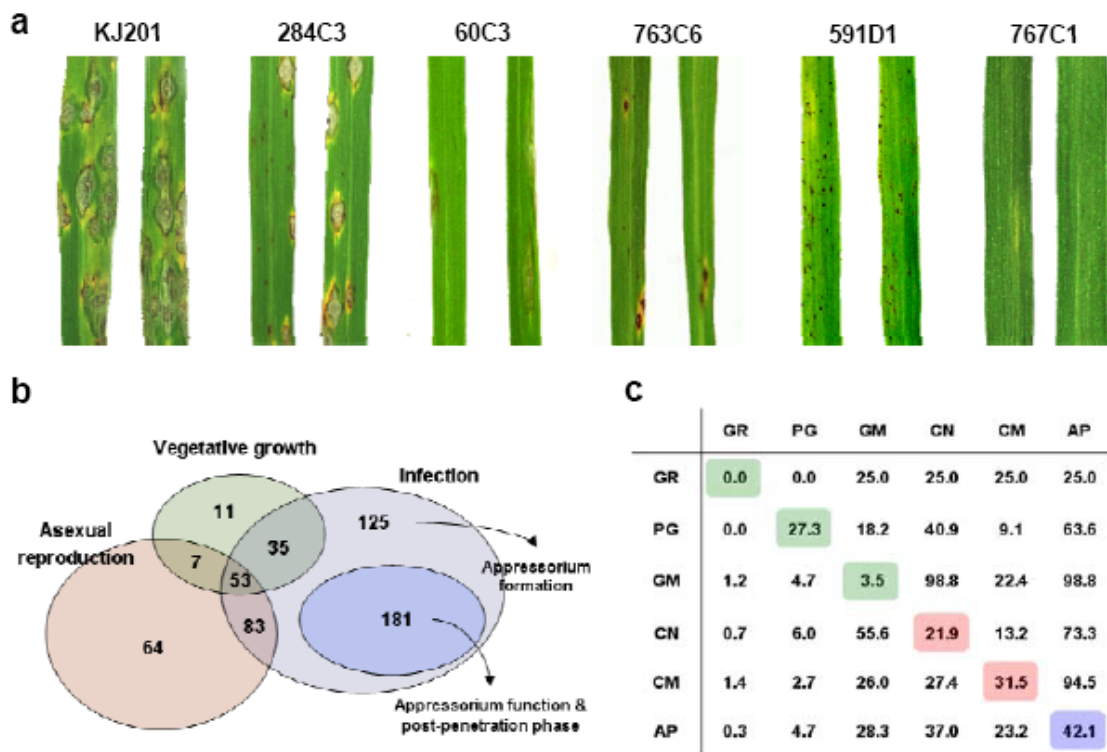 a
KJ201 284C3 60C3 763C6 591D1 767C1
b
Vegetative growth
Infection
Asexual
reproduction
11
125
35
7
53
83
64
181
Appressorium
formation
Appressorium function &
post-penetration phase
c
GR PG GM CN CM AP
GR 0.0 0.0 25.0 25.0 25.0 25.0
PG 0.0 27.3 18.2 40.9 9.1 63.6
GM 1.2 4.7 3.5 98.8 22.4 98.8
CN 0.7 6.0 55.6 21.9 13.2 73.3
CM 1.4 2.7 26.0 27.4 31.5 94.5
AP 0.3 4.7 28.3 37.0 23.2 42.1